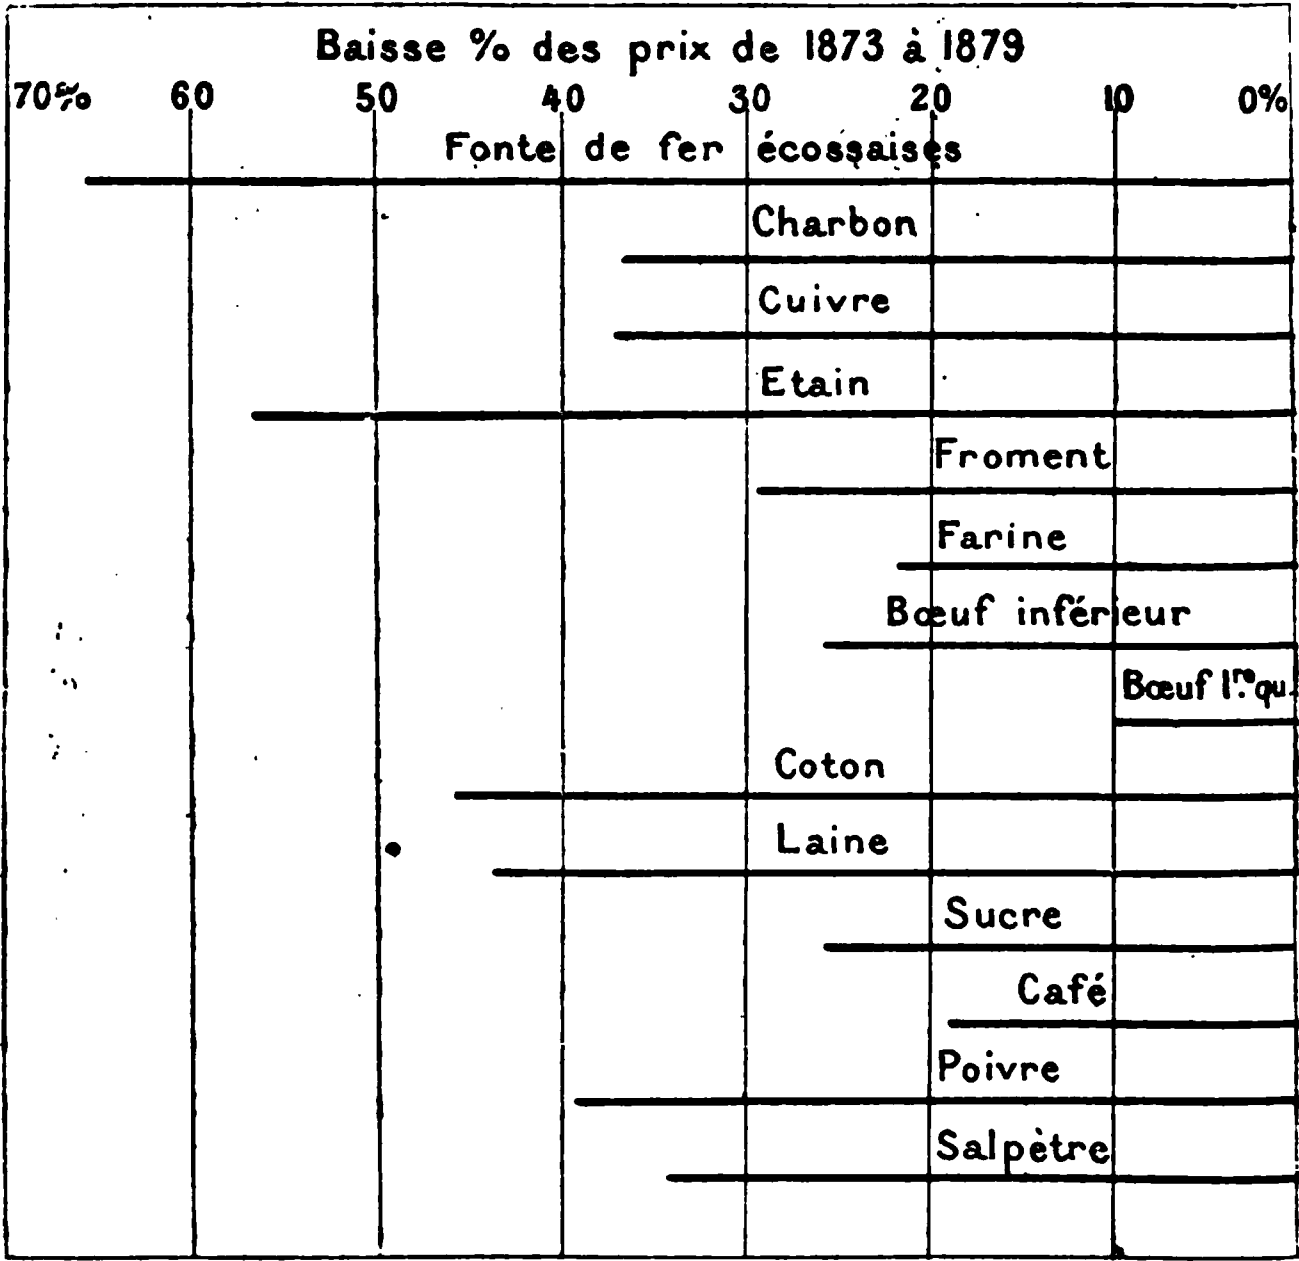 Baisse % des prix de 1873 à 1879
70% 60 50 40 30 20 10 0%
Fonte de fer écossaises
Charbon
Cuivre
Etain
Froment
Farine
Bœuf inférieur
Bœuf 1re qu.
Coton
Laine
Sucre
Café
Poivre
Salpètre